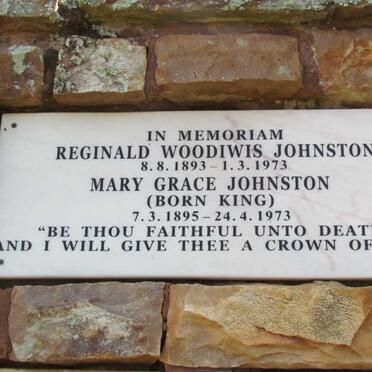 IN MEMORIAM
REGINALD WOODIWIS JOHNSTON
8.8.1893 – 1.3.1973
MARY GRACE JOHNSTON
(BORN KING)
7.3.1895 – 24.4.1973
"BE THOU FAITHFUL UNTO DEAT
AND I WILL GIVE THEE A CROWN OF